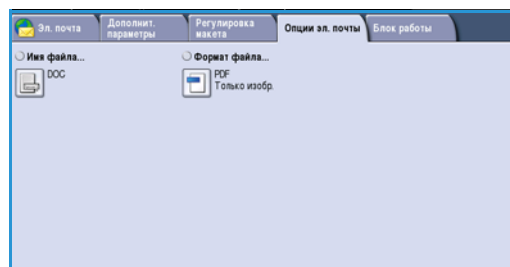 Эл. почта
Дополнит.
параметры
Регулировка
макета
Опции эл. почты
Блок работы
Имя файла...
DOC
Формат файла...
PDF
Только изобр.